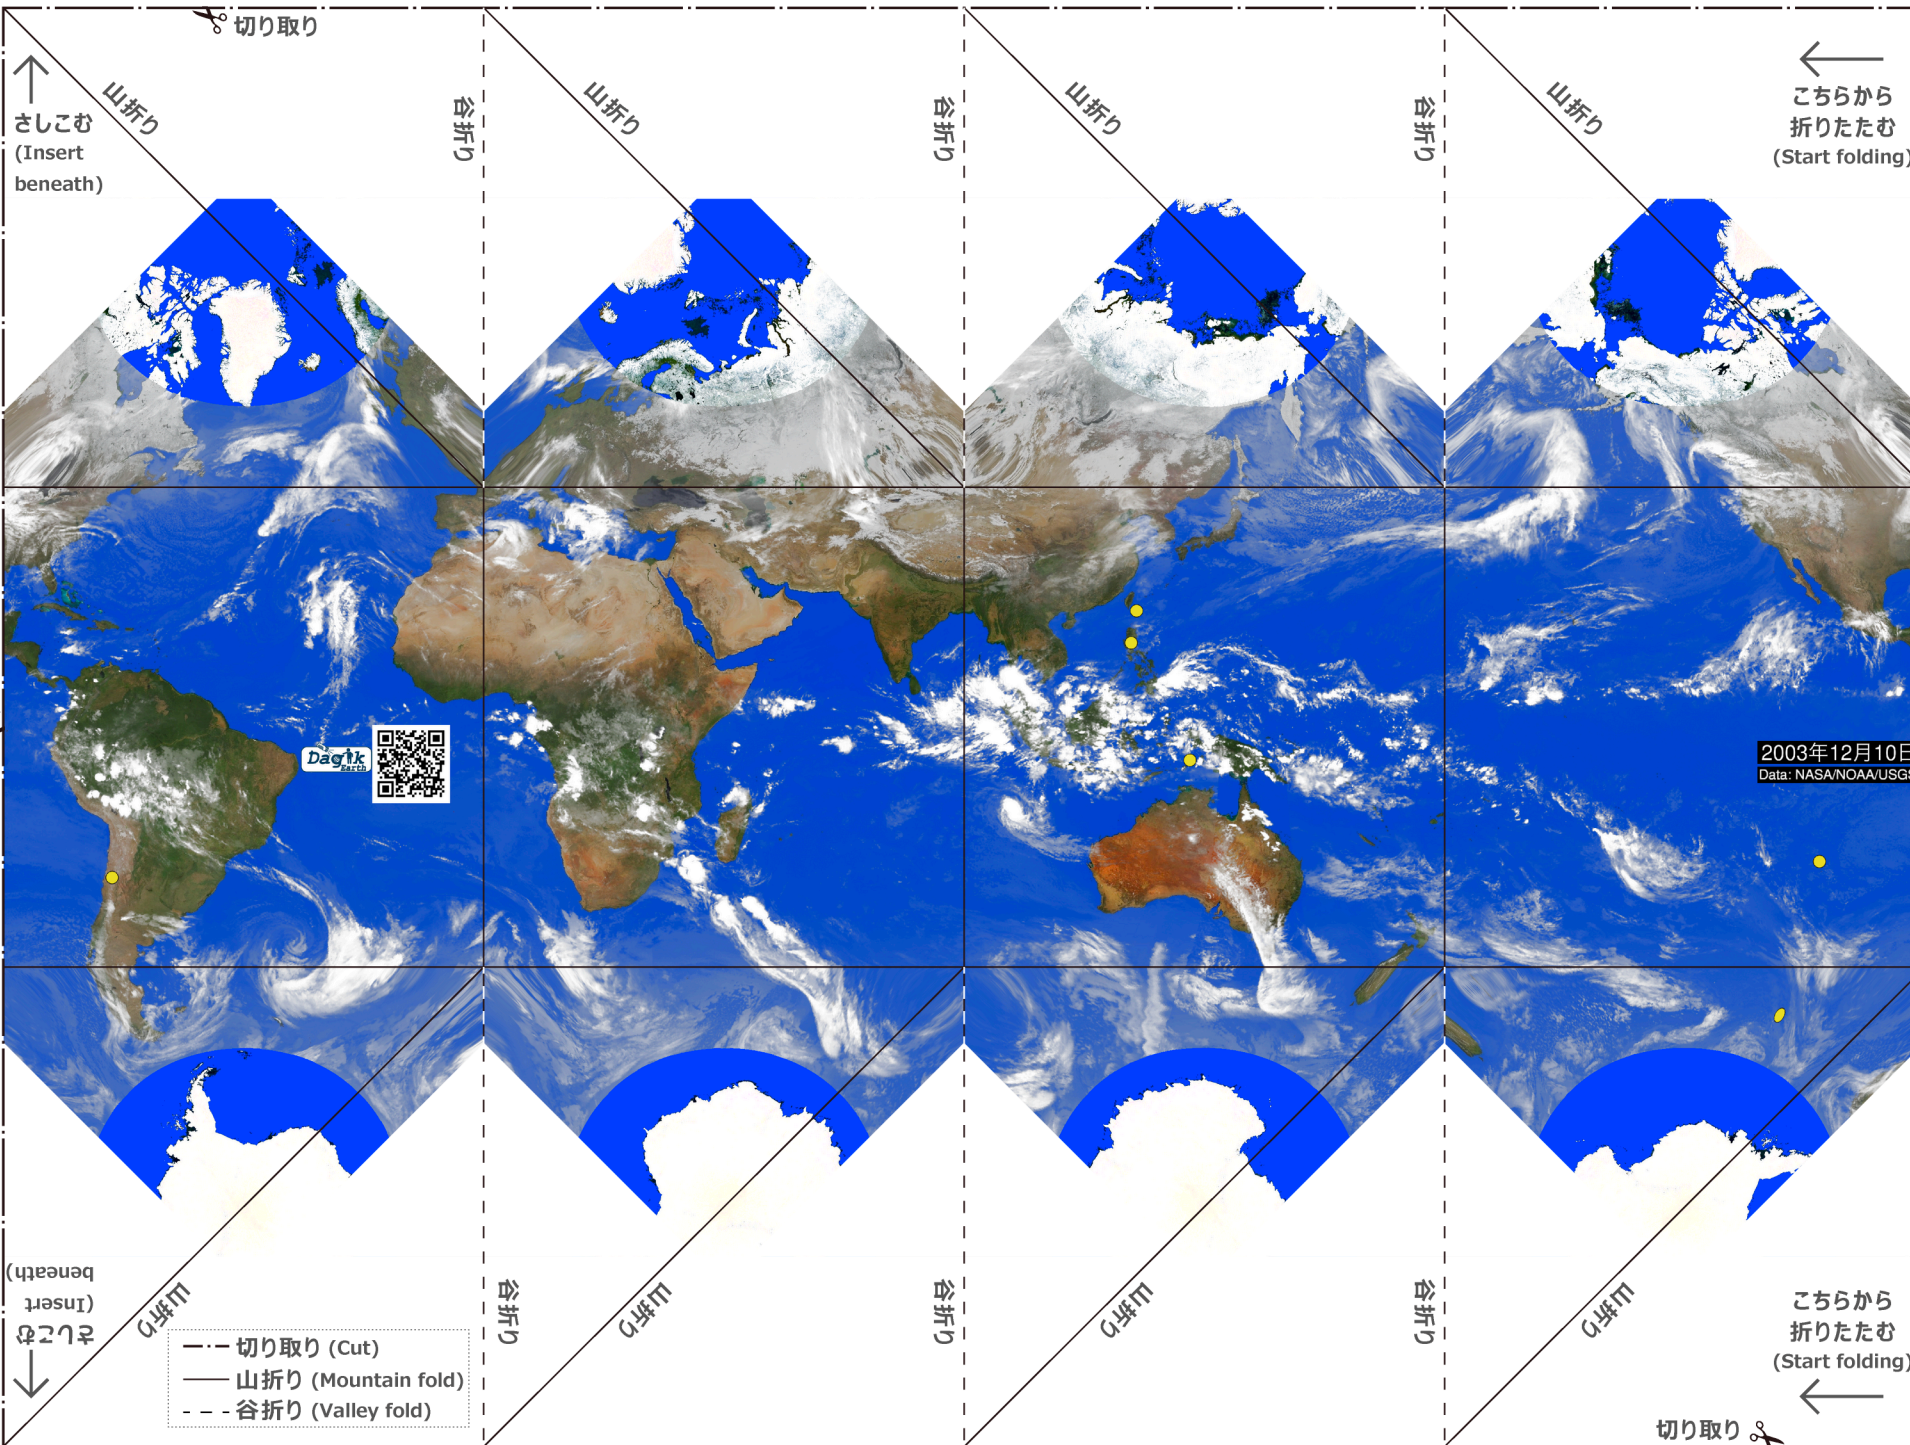 切り取り
山折り
山折り
山折り
山折り
谷折り
谷折り
谷折り
さしこむ
(Insert
beneath)
こちらから
折りたたむ
(Start folding)
Dagik
Earth
2003年12月10日
Data: NASA/NOAA/USGS
さしこむ
(Insert
beneath)
山折り
山折り
山折り
山折り
谷折り
谷折り
谷折り
こちらから
折りたたむ
(Start folding)
切り取り (Cut)
山折り (Mountain fold)
谷折り (Valley fold)
切り取り